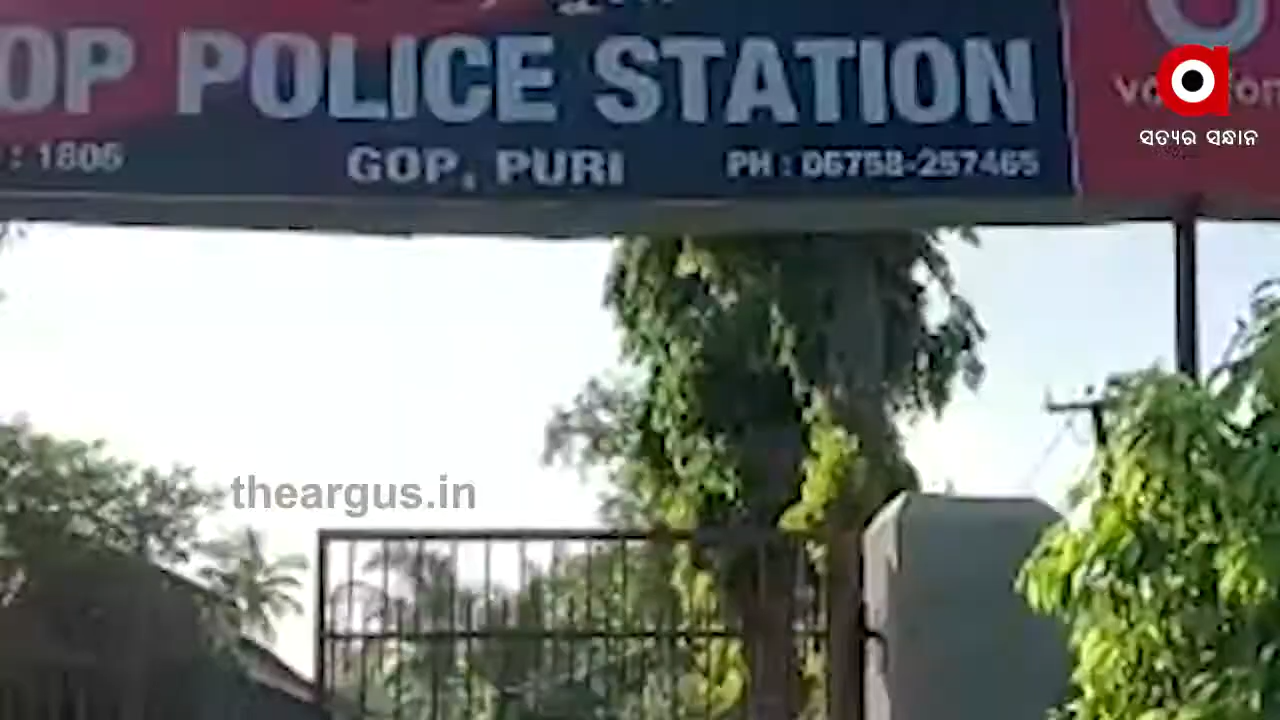 OP POLICE STATION
: 1806
GOP, PURI
PH : 06758-257465
ସତ୍ୟର ସନ୍ଧାନ
theargus.in